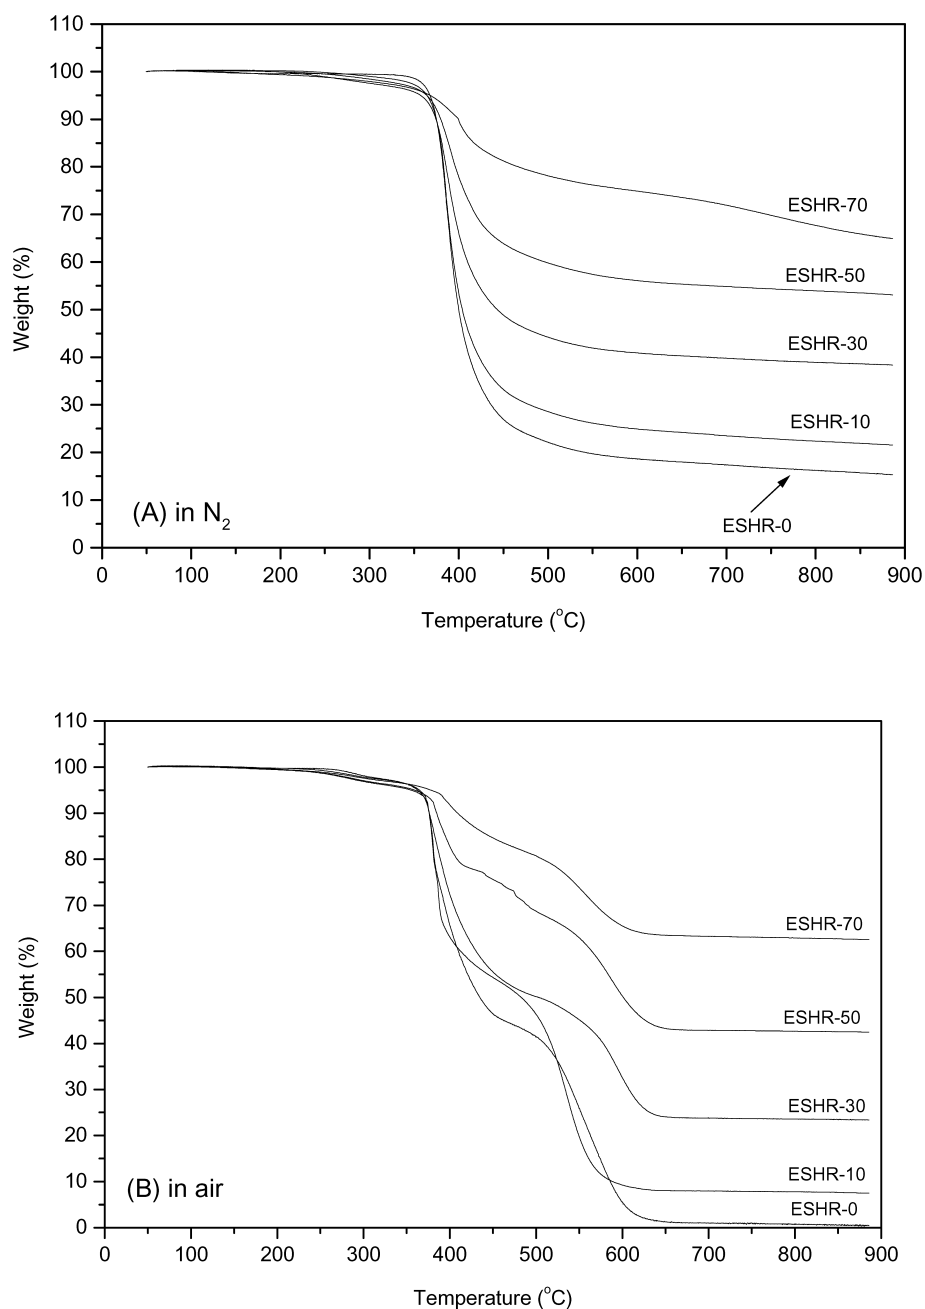 110
100
90
80
70
60
50
40
30
20
10
0
Weight (%)
ESHR-70
ESHR-50
ESHR-30
ESHR-10
ESHR-0
(A) in N₂
0 100 200 300 400 500 600 700 800 900
Temperature (°C)
110
100
90
80
70
60
50
40
30
20
10
0
Weight (%)
ESHR-70
ESHR-50
ESHR-30
ESHR-10
ESHR-0
(B) in air
0 100 200 300 400 500 600 700 800 900
Temperature (°C)